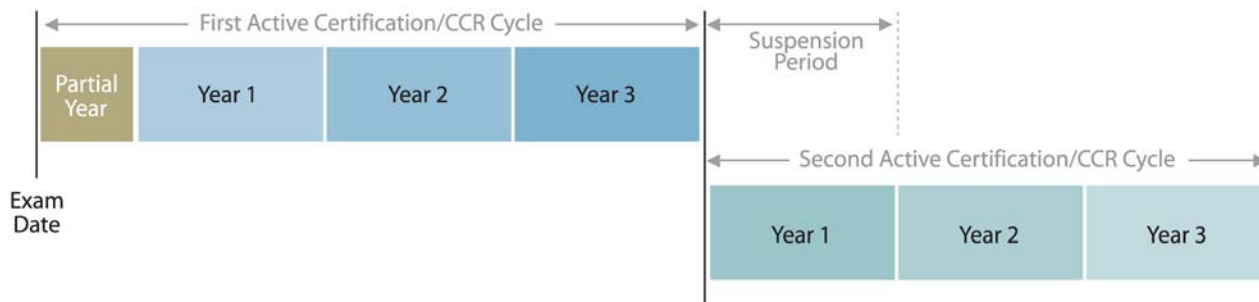 First Active Certification/CCR Cycle
Suspension
Period
Partial
Year
Year 1
Year 2
Year 3
Second Active Certification/CCR Cycle
Exam
Date
Year 1
Year 2
Year 3